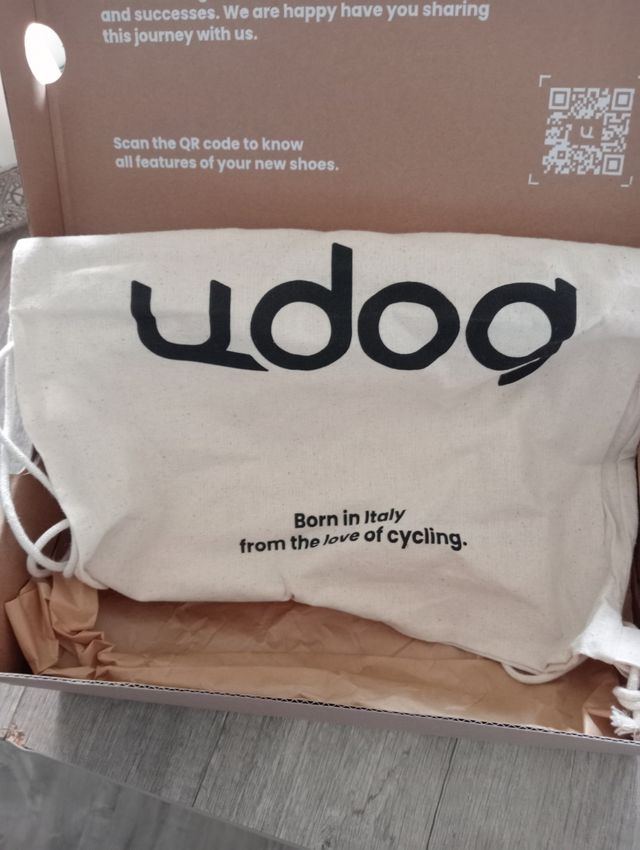 and successes. We are happy have you sharing
this journey with us.
Scan the QR code to know
all features of your new shoes.
udog
Born in Italy
from the love of cycling.